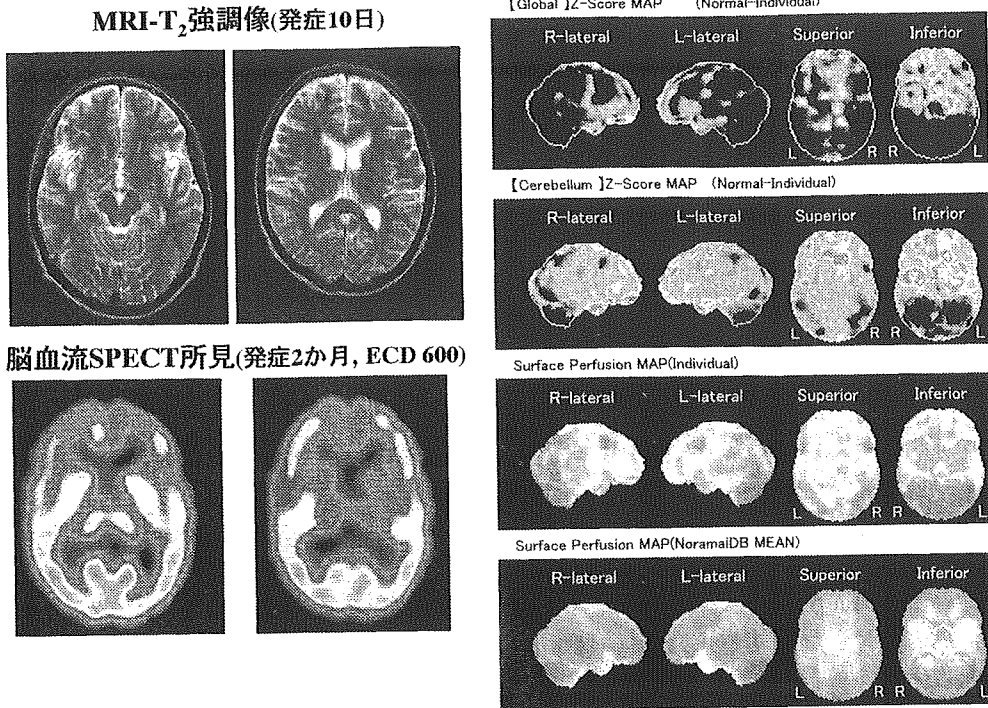 MRI-T2強調像(発症10日)
脳血流SPECT所見(発症2か月, ECD 600)
【Global】Z-Score MAP (Normal-Individual)
R-lateral L-lateral Superior Inferior
L R R L
【Cerebellum】Z-Score MAP (Normal-Individual)
R-lateral L-lateral Superior Inferior
L R R L
Surface Perfusion MAP(Individual)
R-lateral L-lateral Superior Inferior
L R R L
Surface Perfusion MAP(NoramalDB MEAN)
R-lateral L-lateral Superior Inferior
L R R L